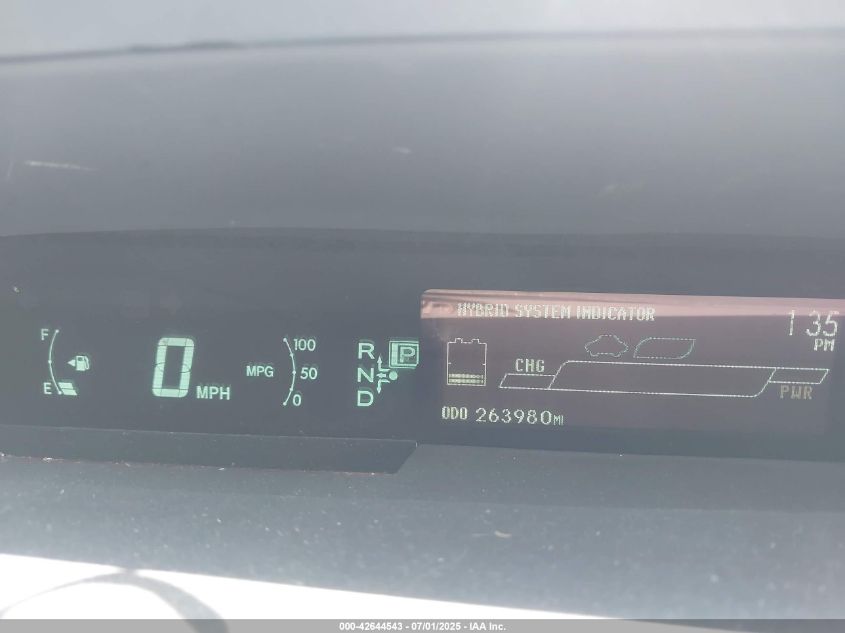 HYBRID SYSTEM INDICATOR
1:35
PM
F
E
0 MPH
MPG
100
50
0
R
N
D
P
CHG
PWR
ODO 263980MI
000-42644543 - 07/01/2025 - IAA Inc.